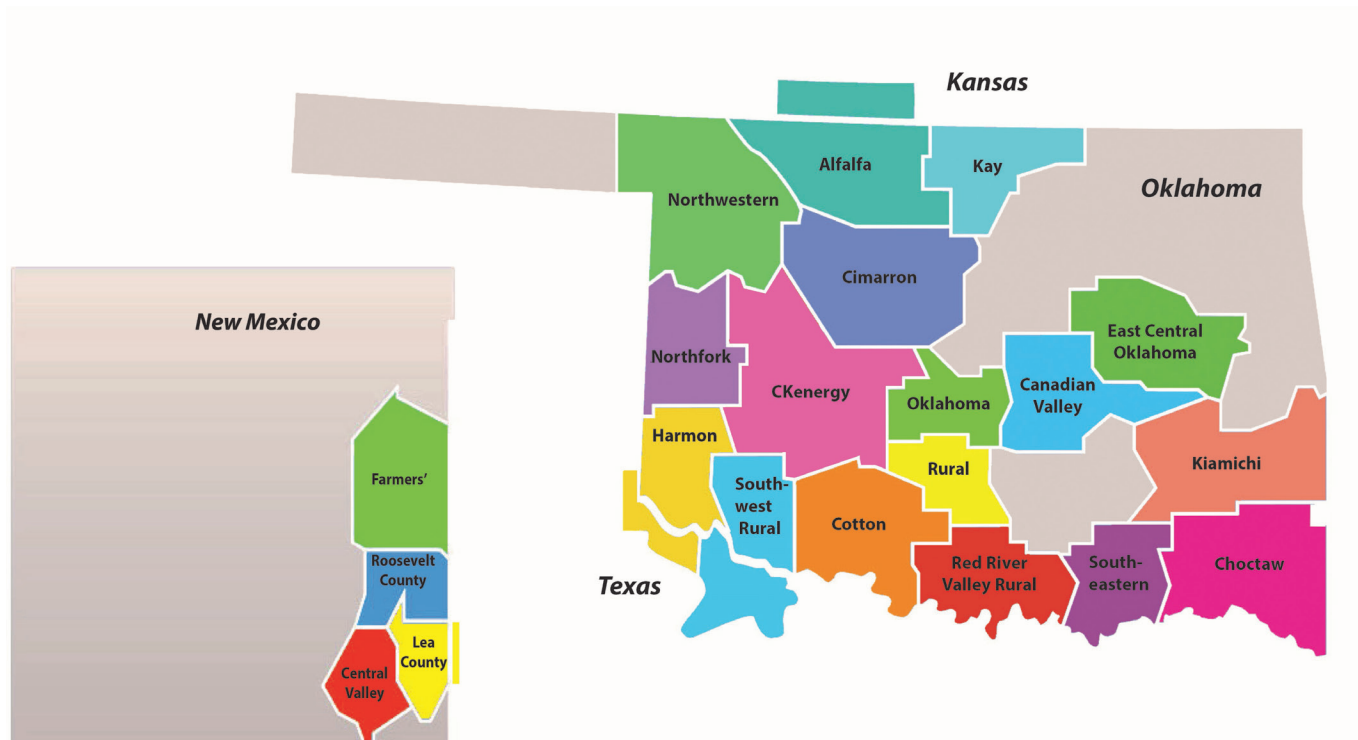 Kansas
Alfalfa
Kay
Oklahoma
Northwestern
Cimarron
New Mexico
East Central
Oklahoma
Northfork
CKenergy
Canadian
Valley
Oklahoma
Harmon
Rural
Kiamichi
Farmers’
South-
west
Rural
Cotton
Roosevelt
County
Texas
Red River
Valley Rural
South-
eastern
Choctaw
Lea
County
Central
Valley